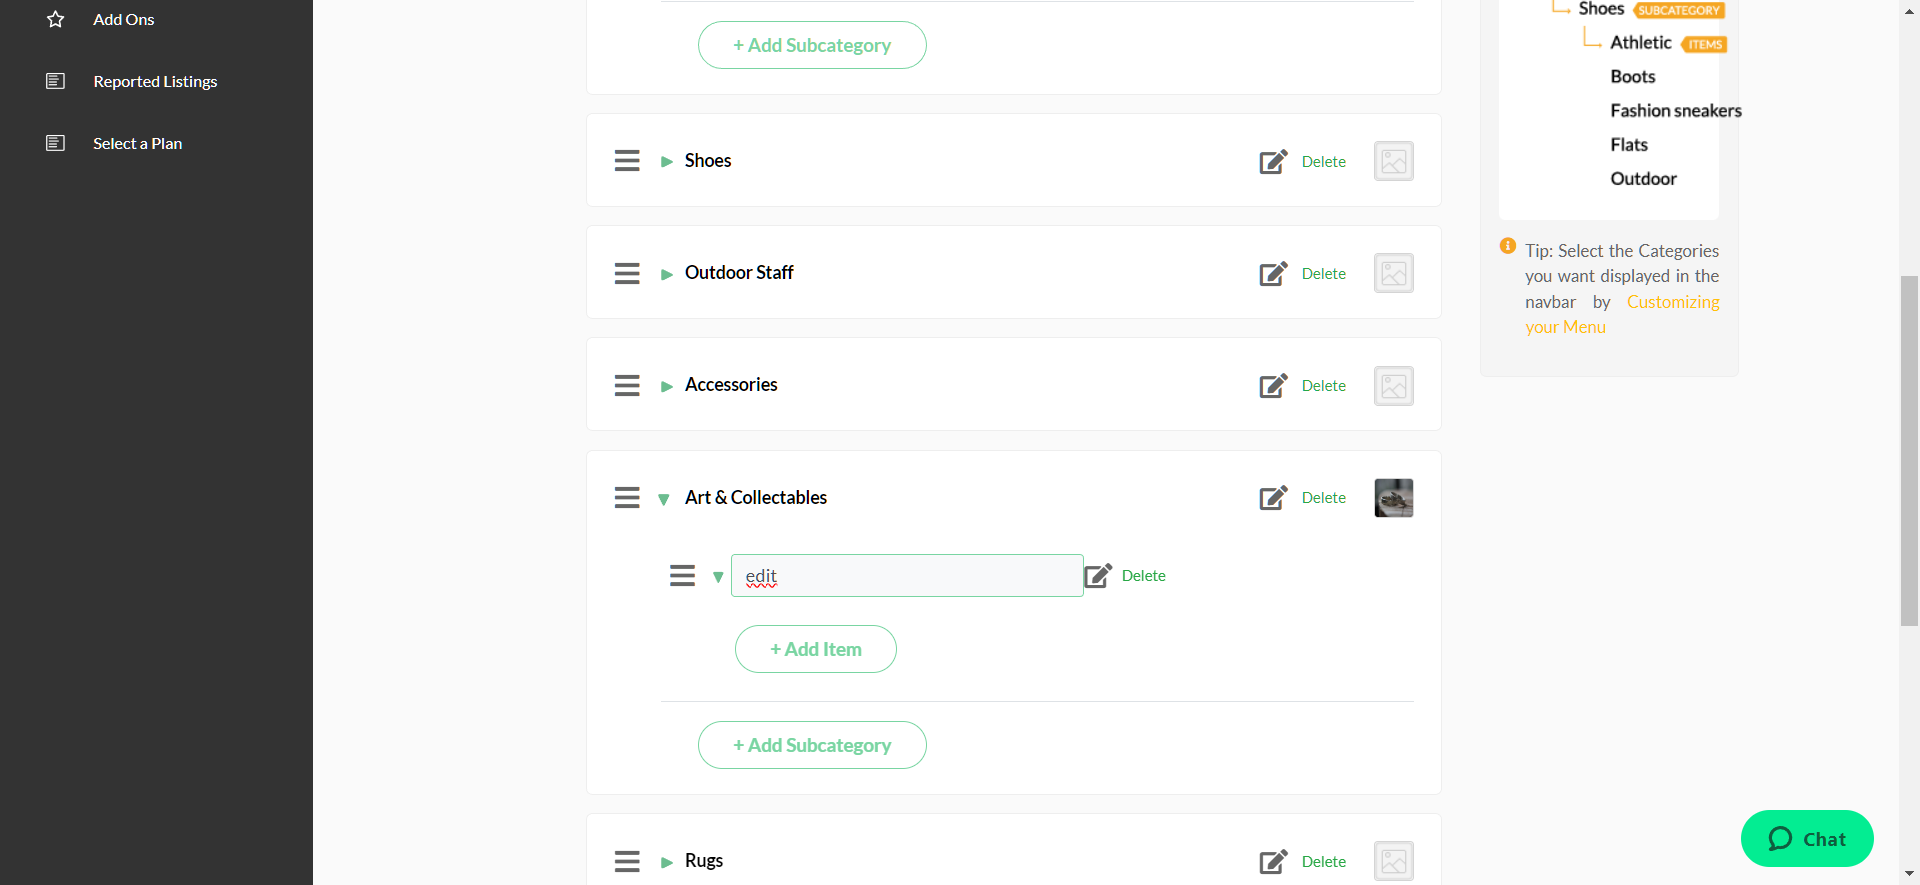 Add Ons
Reported Listings
Select a Plan
+ Add Subcategory
Shoes
Delete
Outdoor Staff
Delete
Accessories
Delete
Art & Collectables
Delete
edit
Delete
+ Add Item
+ Add Subcategory
Rugs
Delete
Shoes SUBCATEGORY
Athletic ITEMS
Boots
Fashion sneakers
Flats
Outdoor
Tip: Select the Categories
you want displayed in the
navbar by Customizing
your Menu
Chat